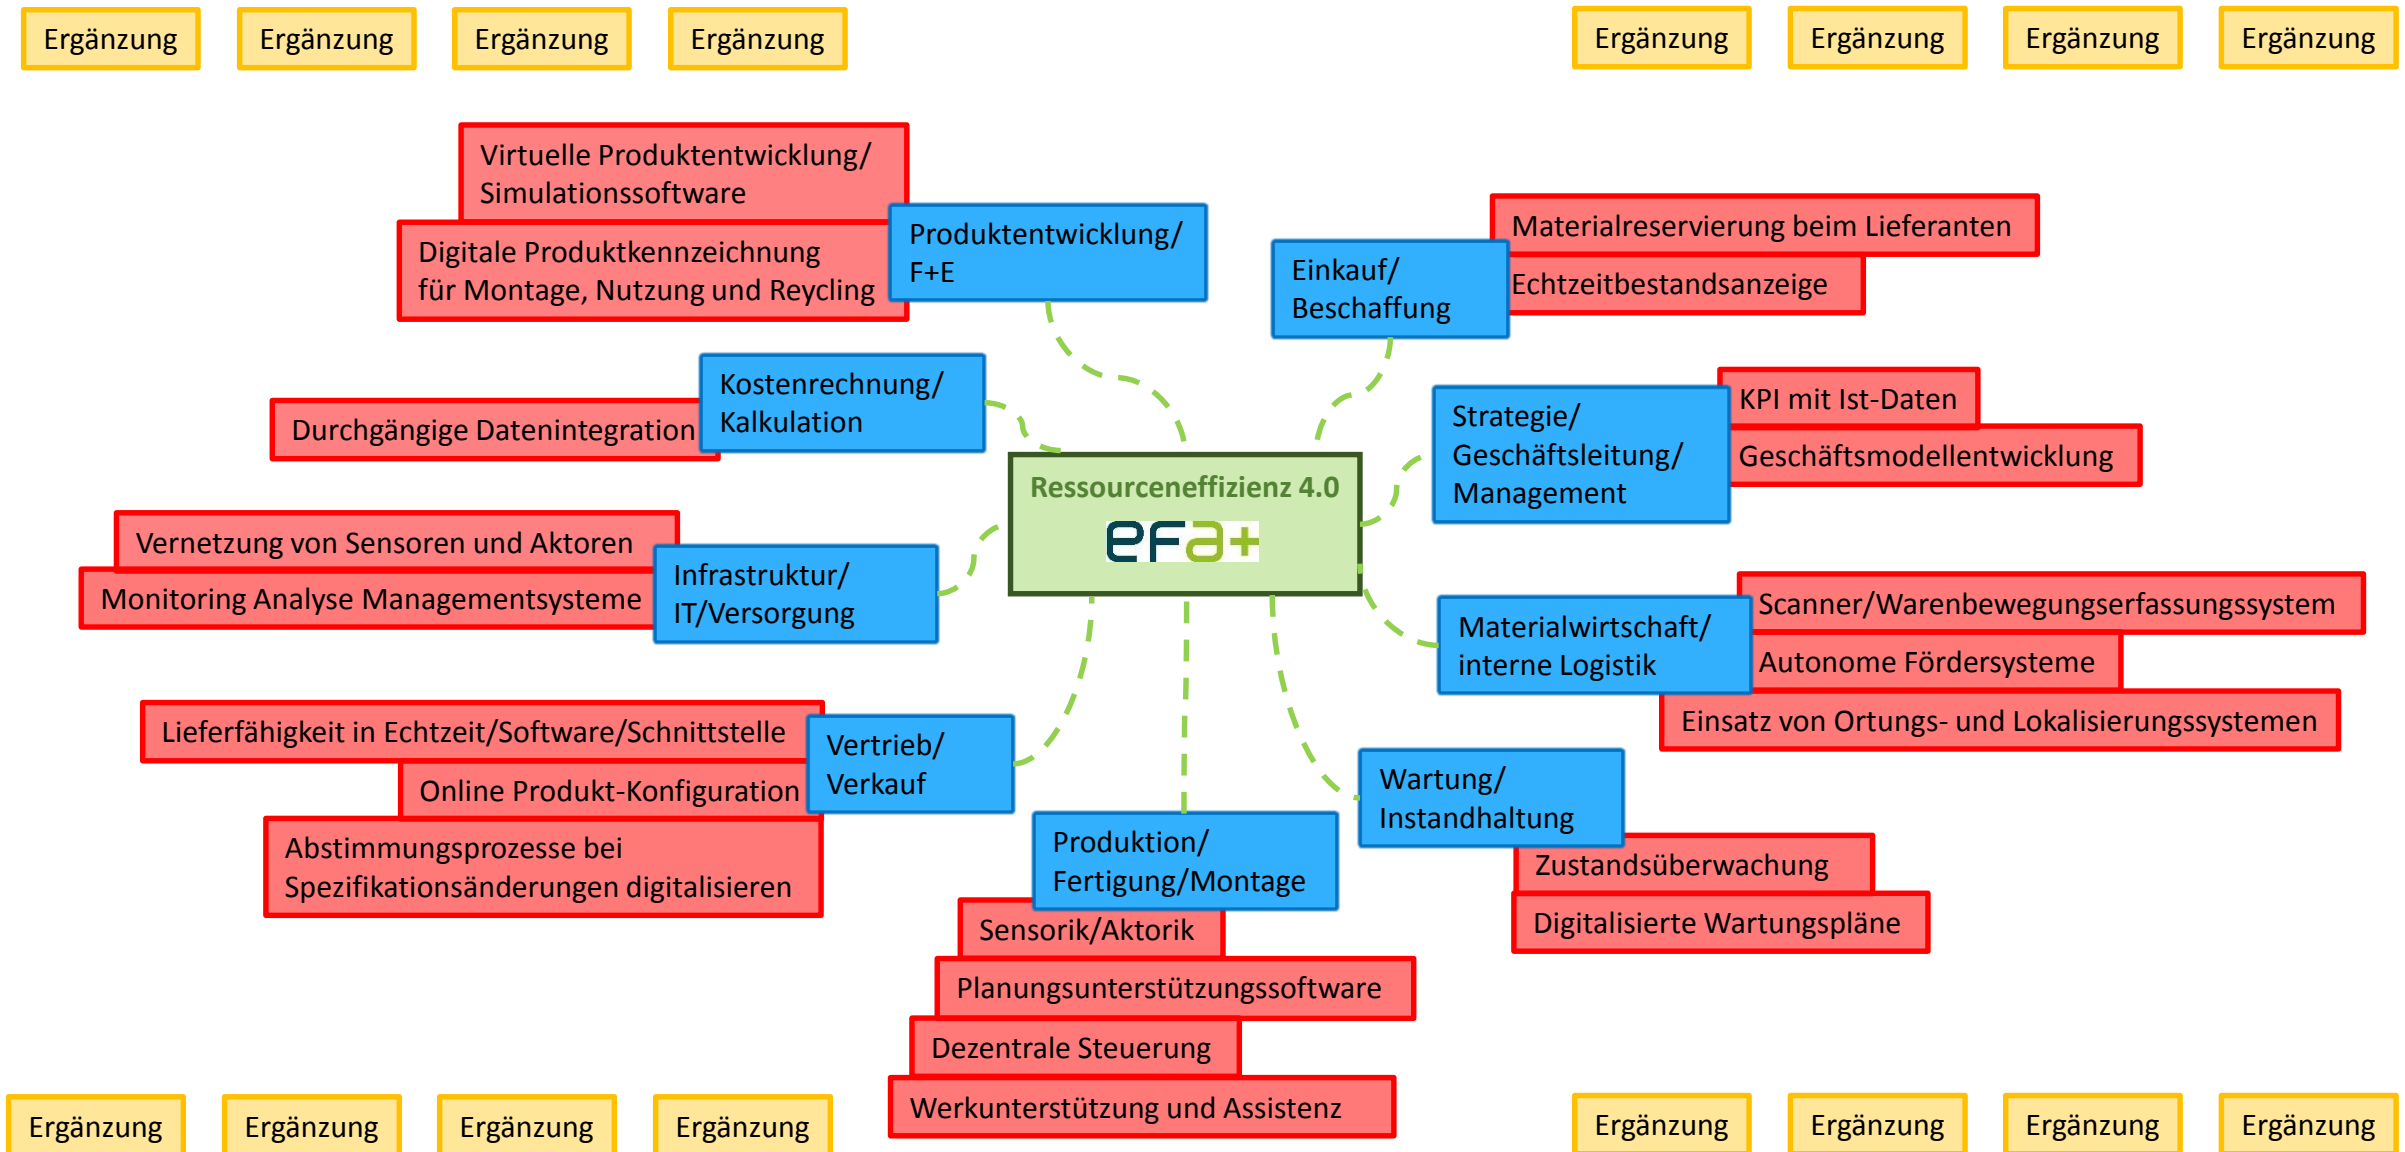 Ergänzung
Ergänzung
Ergänzung
Ergänzung
Ergänzung
Ergänzung
Ergänzung
Ergänzung
Virtuelle Produktentwicklung/
Simulationssoftware
Digitale Produktkennzeichnung
für Montage, Nutzung und Reycling
Produktentwicklung/
F+E
Einkauf/
Beschaffung
Materialreservierung beim Lieferanten
Echtzeitbestandsanzeige
Kostenrechnung/
Kalkulation
Durchgängige Datenintegration
Strategie/
Geschäftsleitung/
Management
KPI mit Ist-Daten
Geschäftsmodellentwicklung
Ressourceneffizienz 4.0
efa+
Vernetzung von Sensoren und Aktoren
Monitoring Analyse Managementsysteme
Infrastruktur/
IT/Versorgung
Materialwirtschaft/
interne Logistik
Scanner/Warenbewegungserfassungssystem
Autonome Fördersysteme
Einsatz von Ortungs- und Lokalisierungssystemen
Lieferfähigkeit in Echtzeit/Software/Schnittstelle
Online Produkt-Konfiguration
Abstimmungsprozesse bei
Spezifikationsänderungen digitalisieren
Vertrieb/
Verkauf
Wartung/
Instandhaltung
Zustandsüberwachung
Digitalisierte Wartungspläne
Produktion/
Fertigung/Montage
Sensorik/Aktorik
Planungsunterstützungssoftware
Dezentrale Steuerung
Werkunterstützung und Assistenz
Ergänzung
Ergänzung
Ergänzung
Ergänzung
Ergänzung
Ergänzung
Ergänzung
Ergänzung